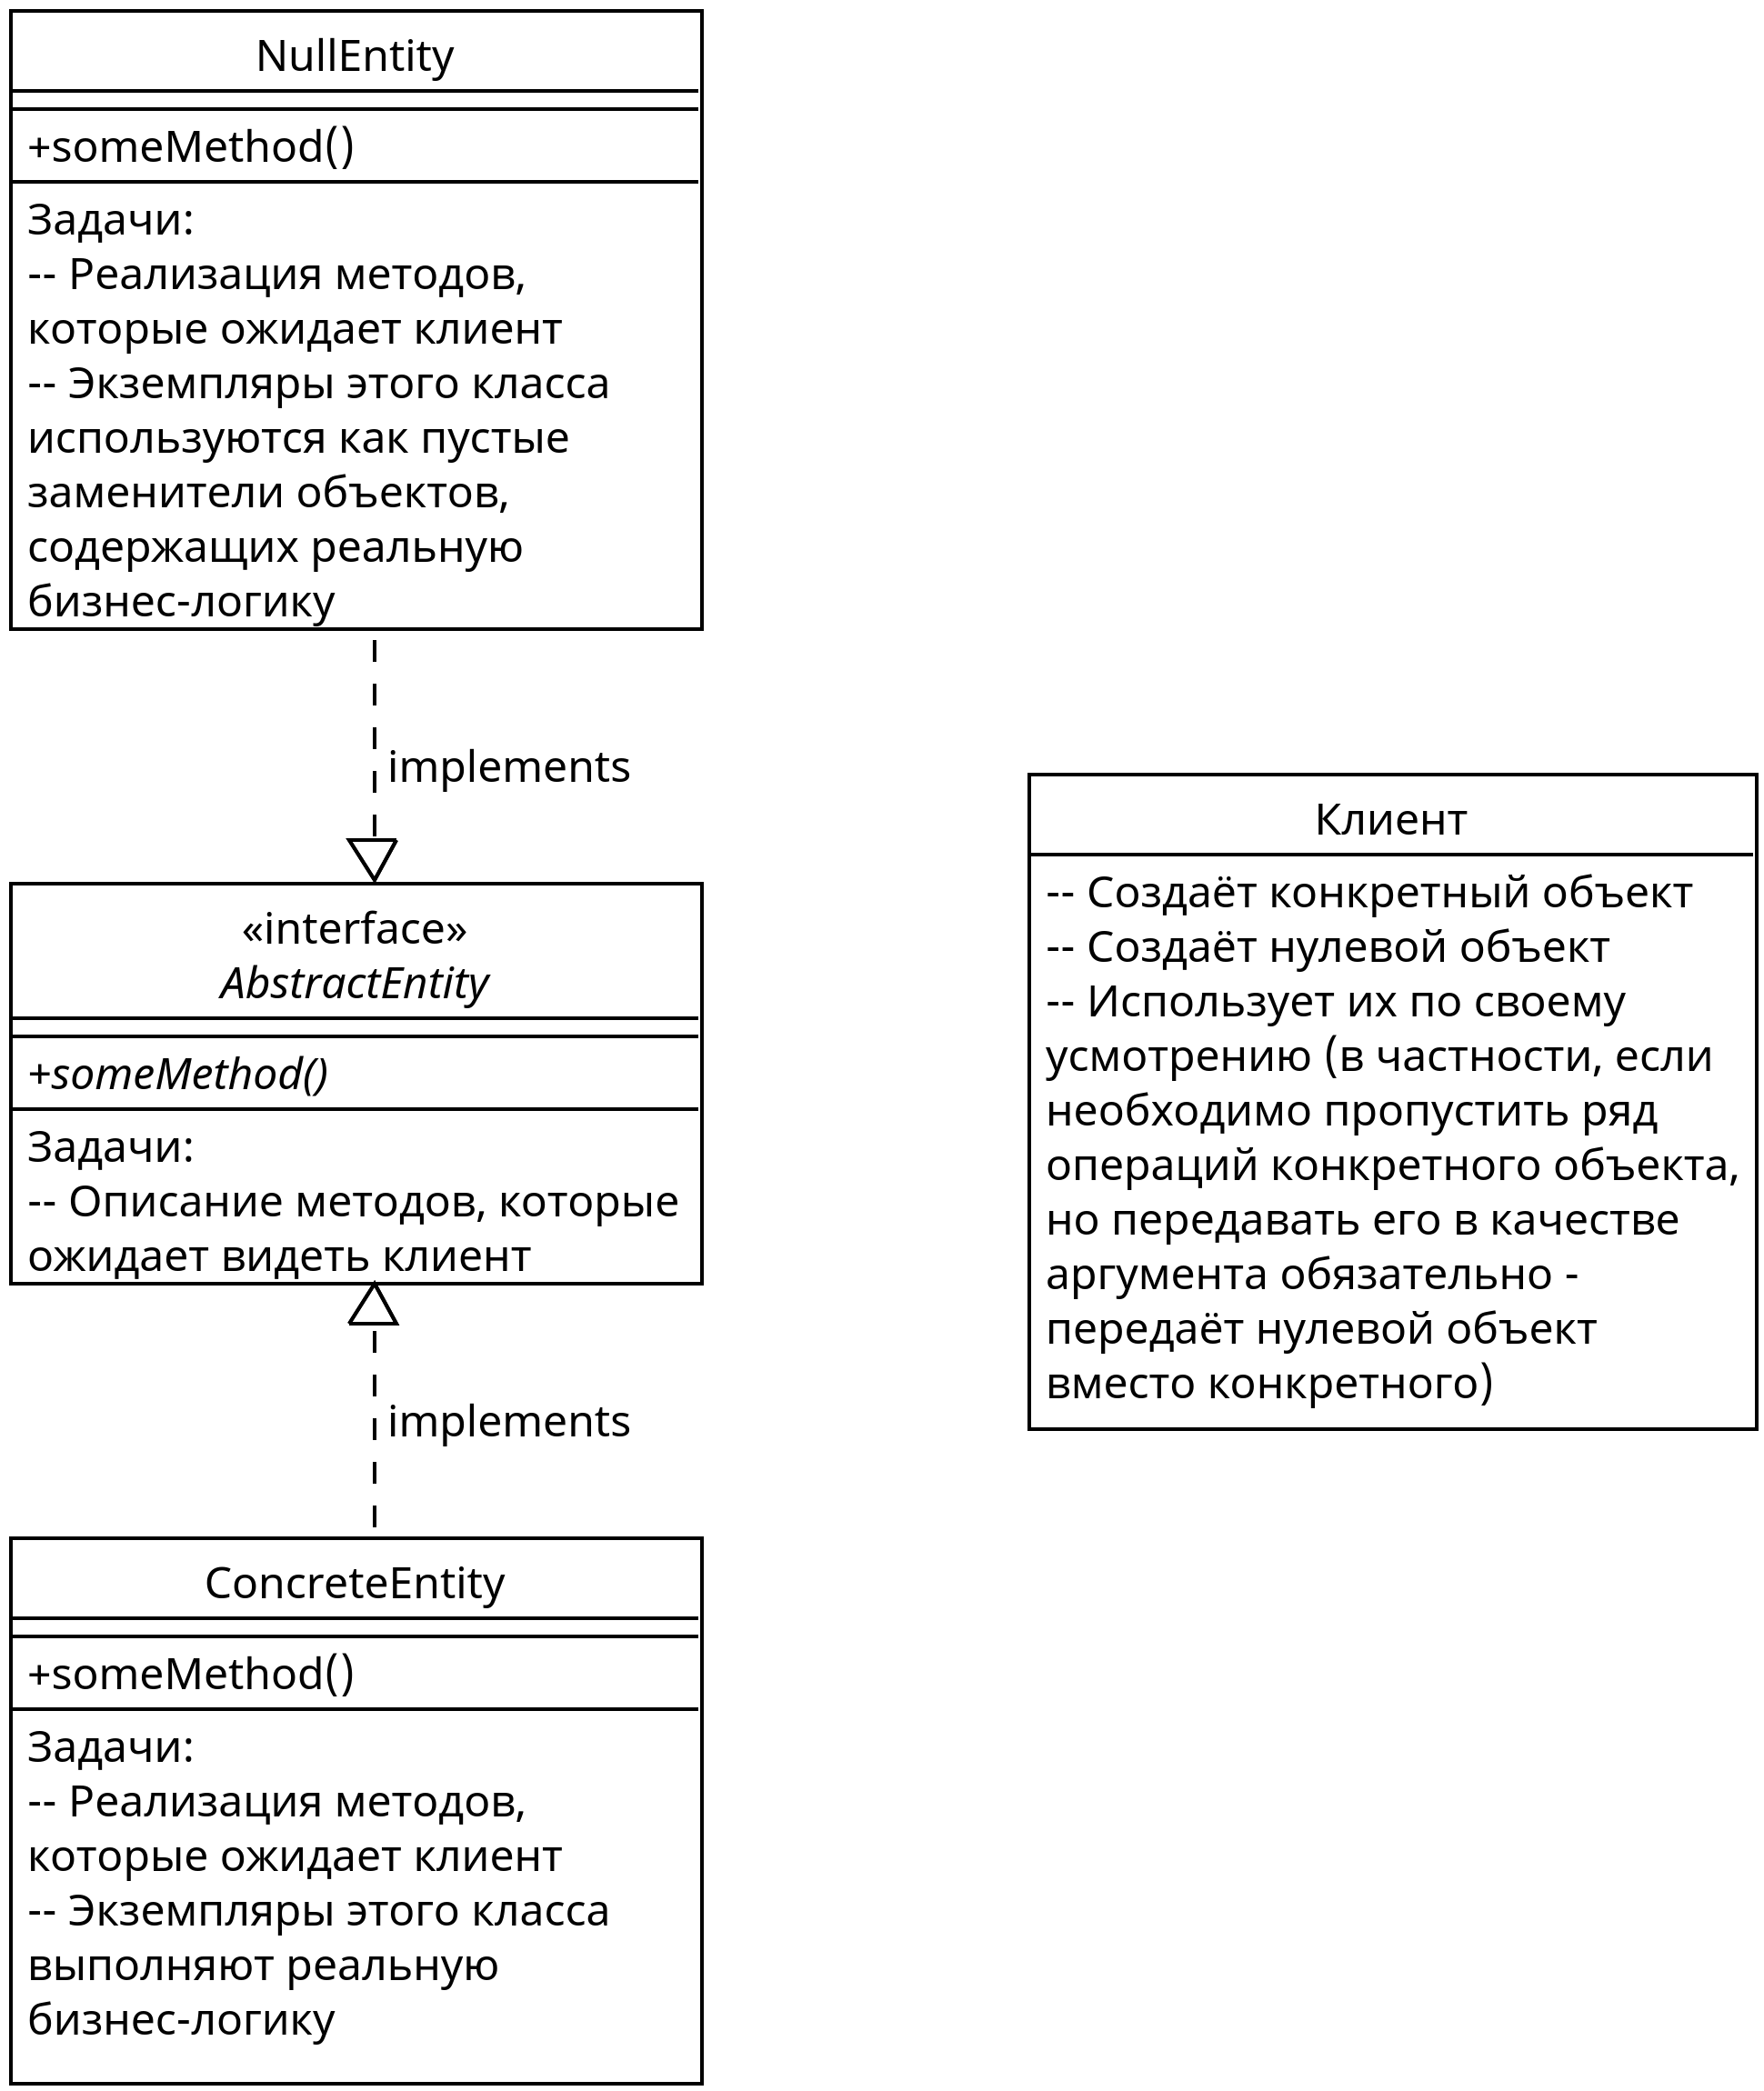 NullEntity
+someMethod()
Задачи:
-- Реализация методов,
которые ожидает клиент
-- Экземпляры этого класса
используются как пустые
заменители объектов,
содержащих реальную
бизнес-логику
implements
«interface»
AbstractEntity
+someMethod()
Задачи:
-- Описание методов, которые
ожидает видеть клиент
implements
ConcreteEntity
+someMethod()
Задачи:
-- Реализация методов,
которые ожидает клиент
-- Экземпляры этого класса
выполняют реальную
бизнес-логику
Клиент
-- Создаёт конкретный объект
-- Создаёт нулевой объект
-- Использует их по своему
усмотрению (в частности, если
необходимо пропустить ряд
операций конкретного объекта,
но передавать его в качестве
аргумента обязательно -
передаёт нулевой объект
вместо конкретного)